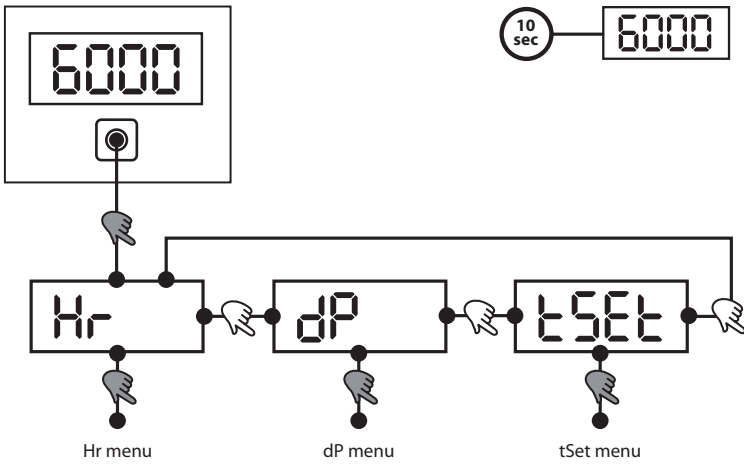 6000
10
sec
6000
Hr
dP
tSEt
Hr menu
dP menu
tSet menu